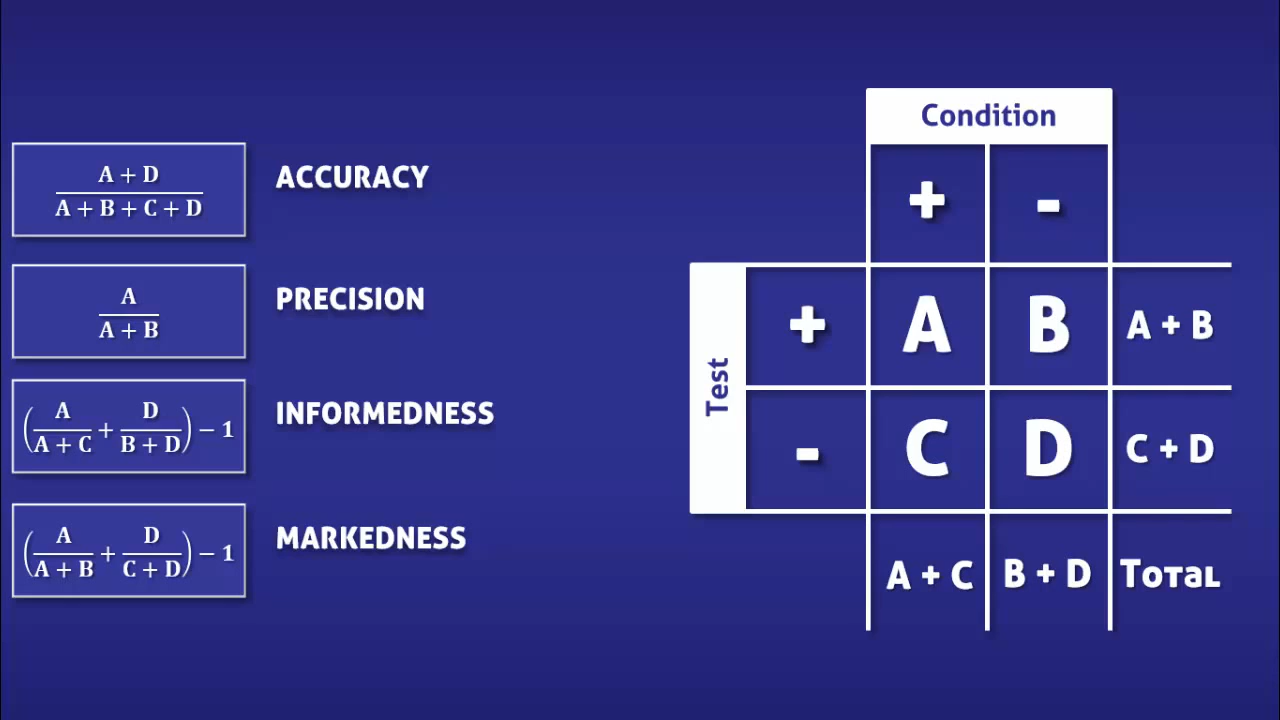 A + D
A + B + C + D
ACCURACY
A
A + B
PRECISION
(A/A + C + D/B + D) − 1
INFORMEDNESS
(A/A + B + D/C + D) − 1
MARKEDNESS
Condition
+ -
Test
+ A B A + B
- C D C + D
A + C B + D Total